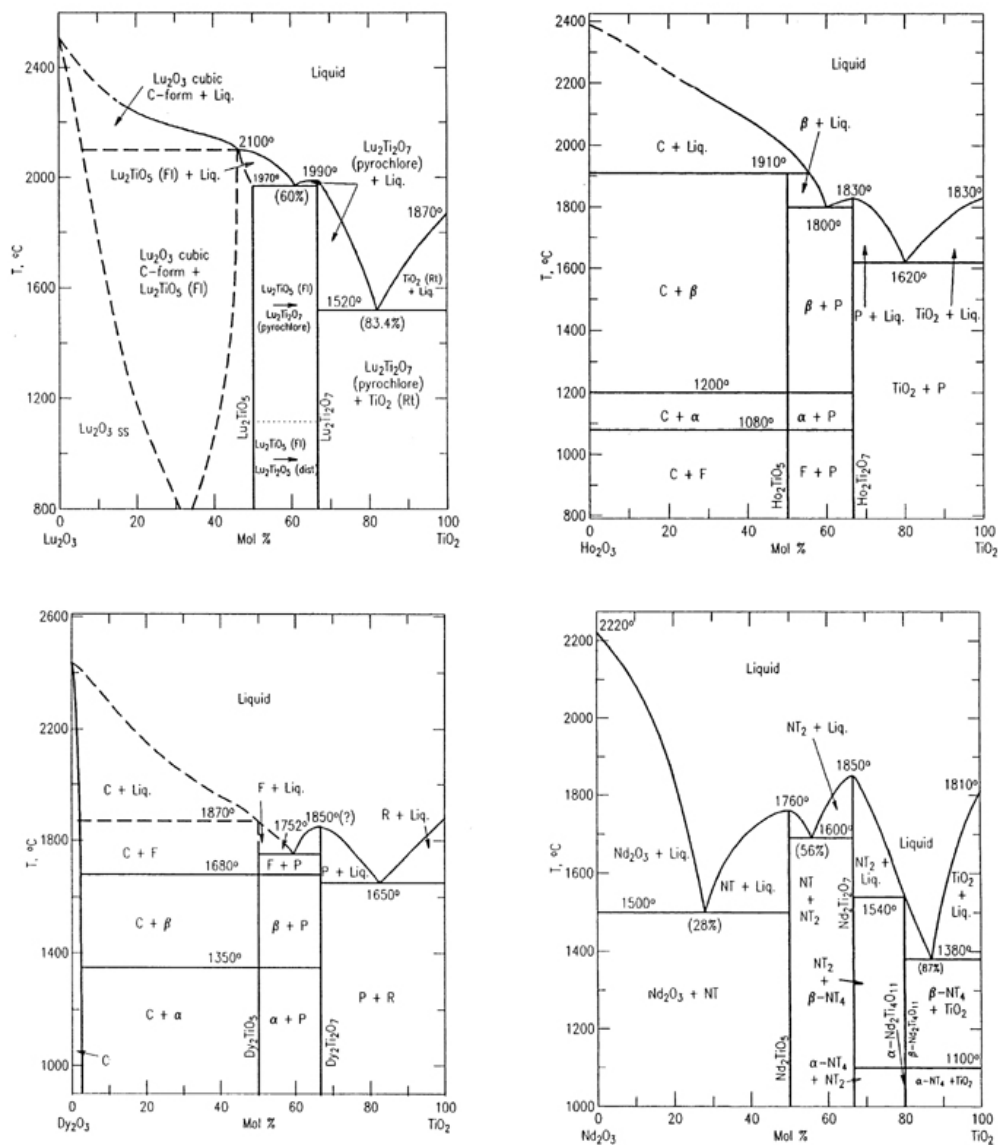 2400
2000
1600
1200
800
T, °C
Liquid
Lu₂O₃ cubic
C-form + Liq.
2100°
Lu₂TiO₅ (Fl) + Liq.
1970°
1990°
(60%)
Lu₂Ti₂O₇
(pyrochlore)
+ Liq.
1870°
Lu₂O₃ cubic
C-form +
Lu₂TiO₅ (Fl)
Lu₂TiO₅ (Fl)
Lu₂Ti₂O₇
(pyrochlore)
1520°
TiO₂ (Rt)
+ Liq.
(83.4%)
Lu₂Ti₂O₇
(pyrochlore)
+ TiO₂ (Rt)
Lu₂O₃ ss
Lu₂TiO₅
Lu₂Ti₂O₇
Lu₂TiO₅ (Fl)
Lu₂Ti₂O₅ (dist)
0 20 40 60 80 100
Lu₂O₃ Mol % TiO₂
2400
2200
2000
1800
1600
1400
1200
1000
800
T, °C
Liquid
β + Liq.
C + Liq.
1910°
1830°
1830°
1800°
1620°
C + β
β + P
P + Liq.
TiO₂ + Liq.
1200°
TiO₂ + P
C + α
1080°
α + P
C + F
F + P
Ho₂TiO₅
Ho₂Ti₂O₇
0 20 40 60 80 100
Ho₂O₃ Mol % TiO₂
2600
2200
1800
1400
1000
T, °C
Liquid
C + Liq.
F + Liq.
1870°
1752°
1850°(?)
R + Liq.
C + F
1680°
F + P
P + Liq.
1650°
C + β
β + P
1350°
P + R
C + α
α + P
C
Dy₂TiO₅
Dy₂Ti₂O₇
0 20 40 60 80 100
Dy₂O₃ Mol % TiO₂
2200
2000
1800
1600
1400
1200
1000
T, °C
2220°
Liquid
NT₂ + Liq.
1850°
1810°
1760°
1600°
(56%)
Liquid
Nd₂O₃ + Liq.
NT + Liq.
NT₂ +
Liq.
TiO₂
+
Liq.
1500°
(28%)
NT
+
NT₂
Nd₂Ti₂O₇
1540°
1380°
(87%)
Nd₂O₃ + NT
NT₂
+
β-NT₄
β-NT₄
+ TiO₂
α-Nd₂Ti₄O₁₁
β-Nd₂Ti₄O₁₁
1100°
Nd₂TiO₅
α-NT₄
+ NT₂
α-NT₄ +TiO₂
0 20 40 60 80 100
Nd₂O₃ Mol % TiO₂